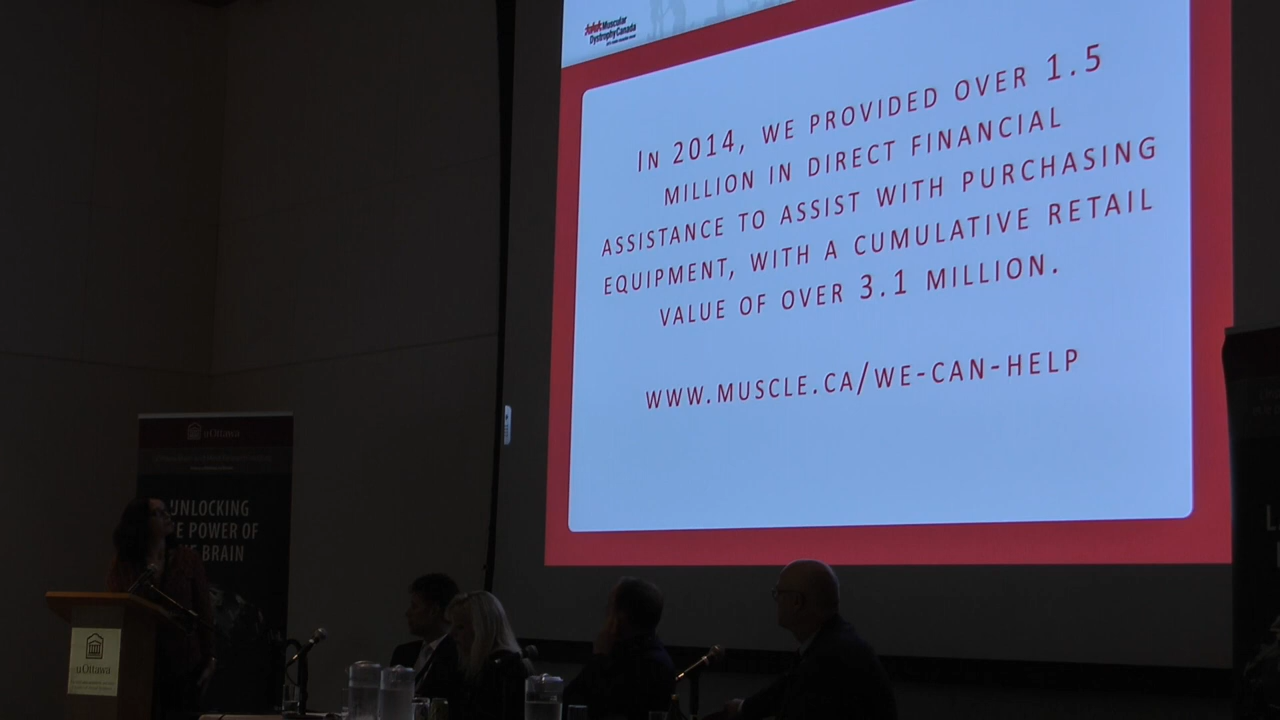 Muscular
DystrophyCanada
IN 2014, WE PROVIDED OVER 1.5
MILLION IN DIRECT FINANCIAL
ASSISTANCE TO ASSIST WITH PURCHASING
EQUIPMENT, WITH A CUMULATIVE RETAIL
VALUE OF OVER 3.1 MILLION.
WWW.MUSCLE.CA/WE-CAN-HELP
uOttawa
UNLOCKING
POWER OF
BRAIN
uOttawa